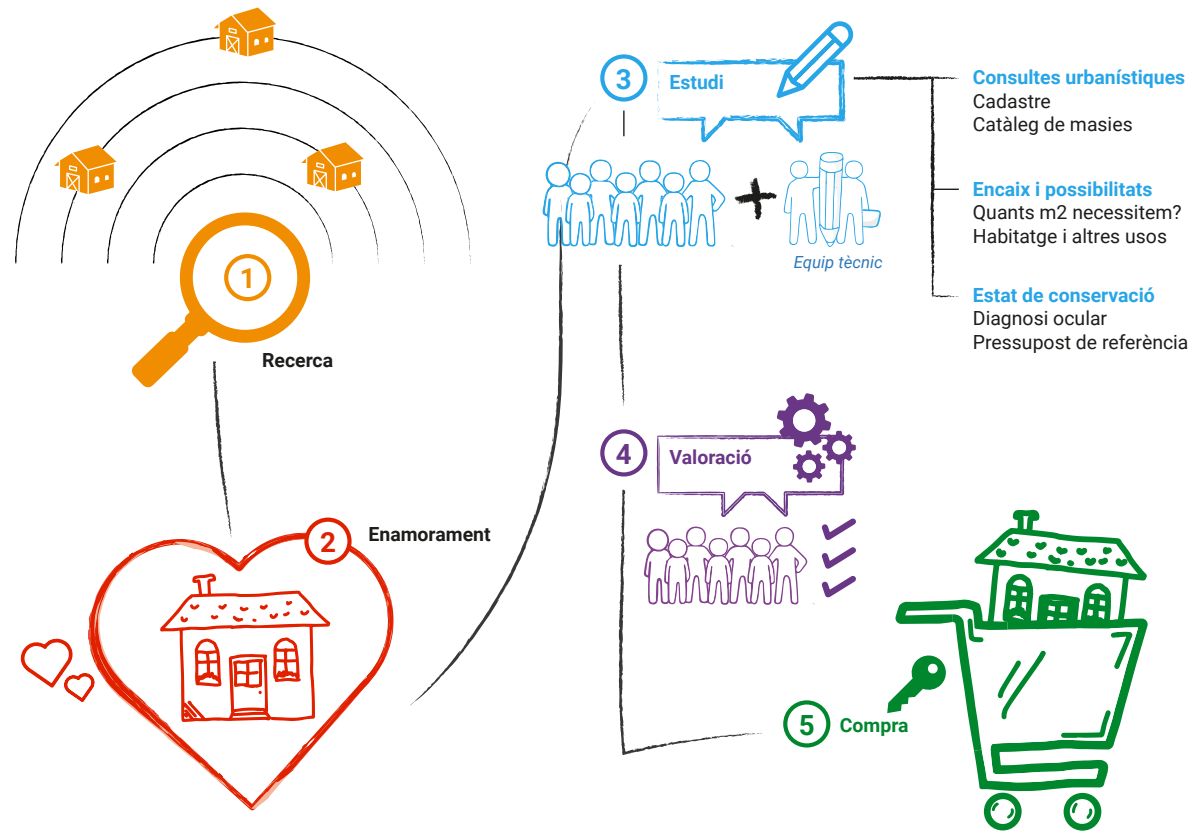 1
Recerca
2
Enamorament
3
Estudi
Equip tècnic
Consultes urbanístiques
Cadastre
Catàleg de masies
Encaix i possibilitats
Quants m2 necessitem?
Habitatge i altres usos
Estat de conservació
Diagnosi ocular
Pressupost de referència
4
Valoració
5
Compra